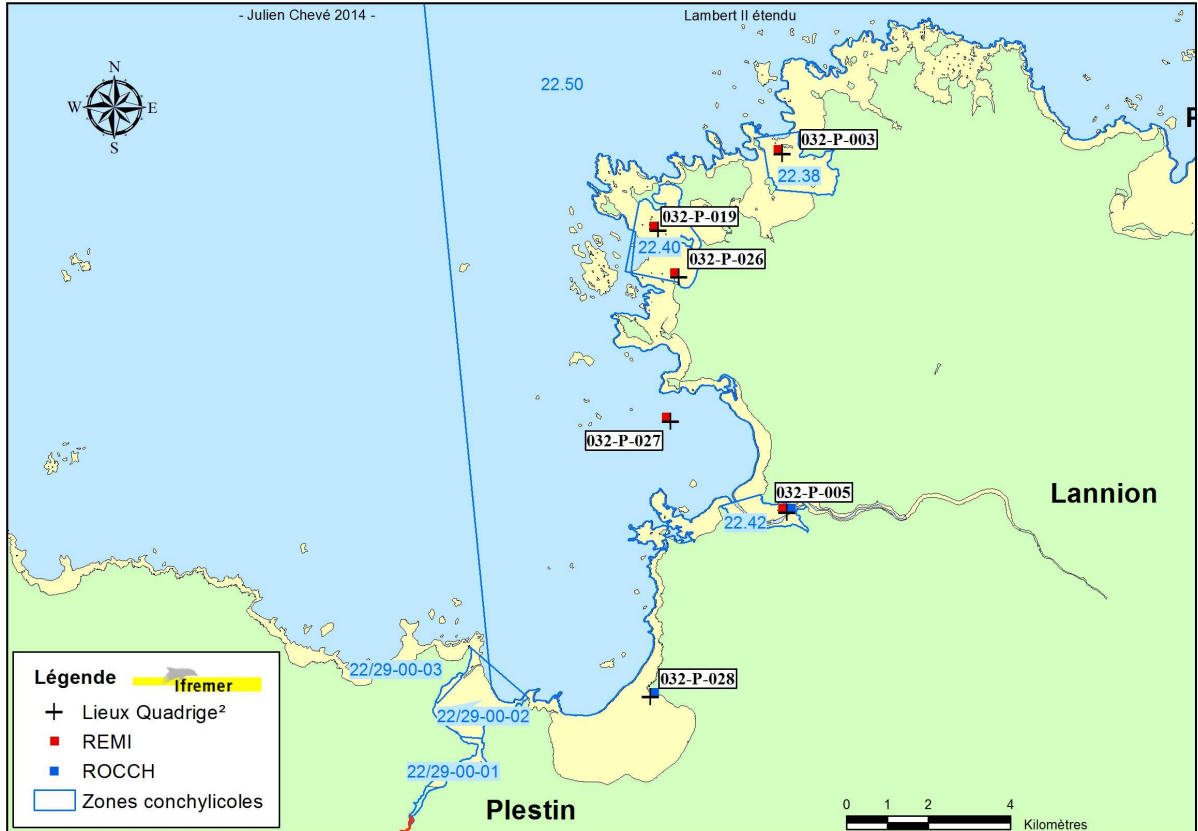 - Julien Chevé 2014 -
Lambert II étendu
N
W
E
S
22.50
032-P-003
22.38
032-P-019
22.40
032-P-026
032-P-027
032-P-005
Lannion
22.42
22/29-00-03
032-P-028
22/29-00-02
22/29-00-01
Plestin
Légende
Ifremer
Lieux Quadrige²
REMI
ROCCH
Zones conchylicoles
0 1 2 4
Kilomètres